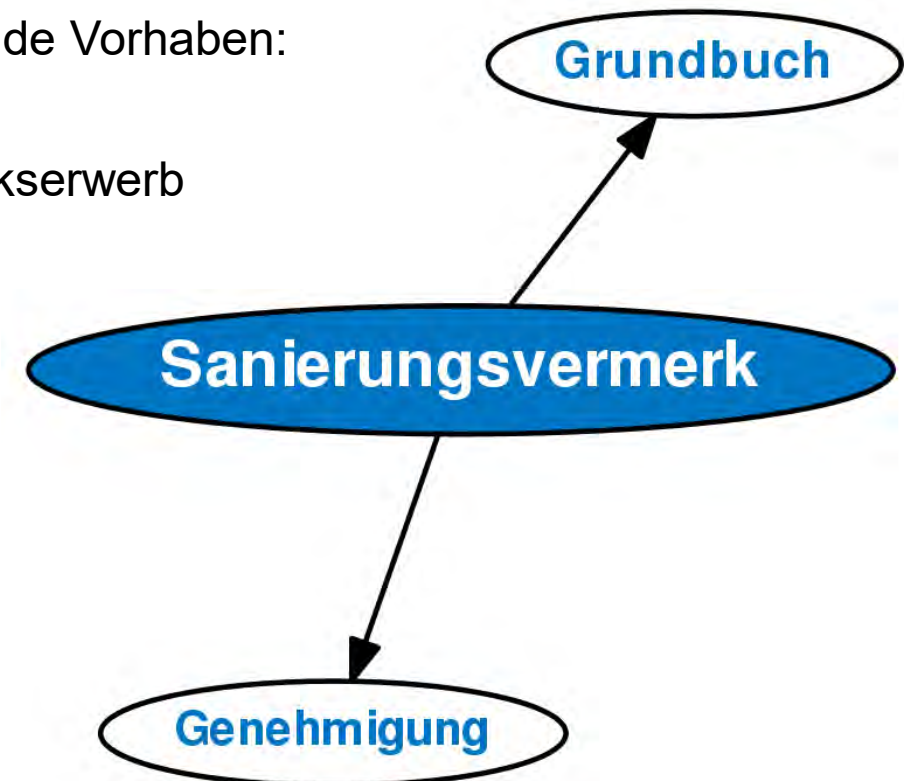 de Vorhaben:
Grundbuch
kserwerb
Sanierungsvermerk
Genehmigung